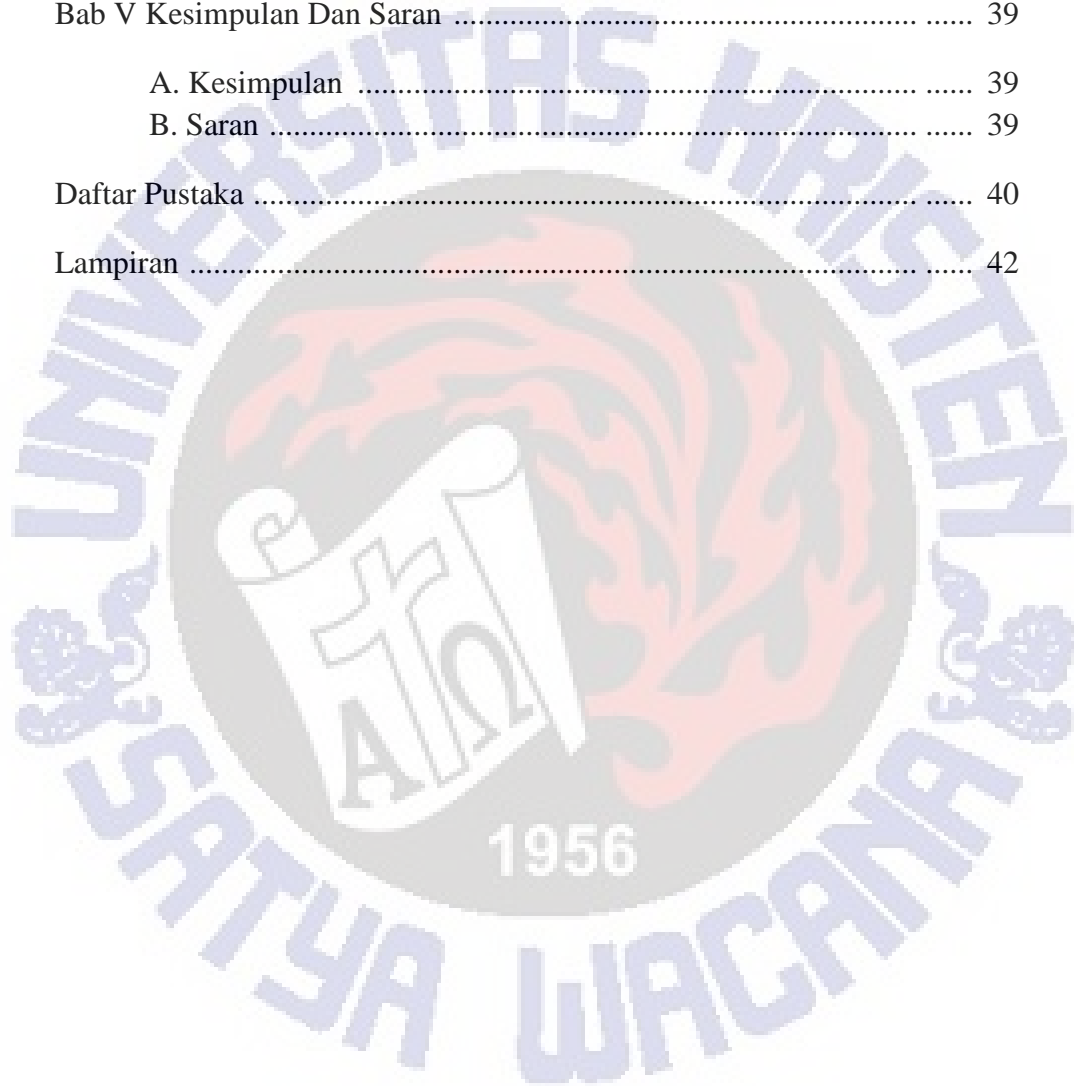 Bab V Kesimpulan Dan Saran .......................................................... ...... 39
A. Kesimpulan ...................................................................... ...... 39
B. Saran ................................................................................. ...... 39
Daftar Pustaka ................................................................................... ...... 40
Lampiran ........................................................................................... ...... 42
UNIVERSITAS KRISTEN
ΑΩ
1956
SATYA WACANA